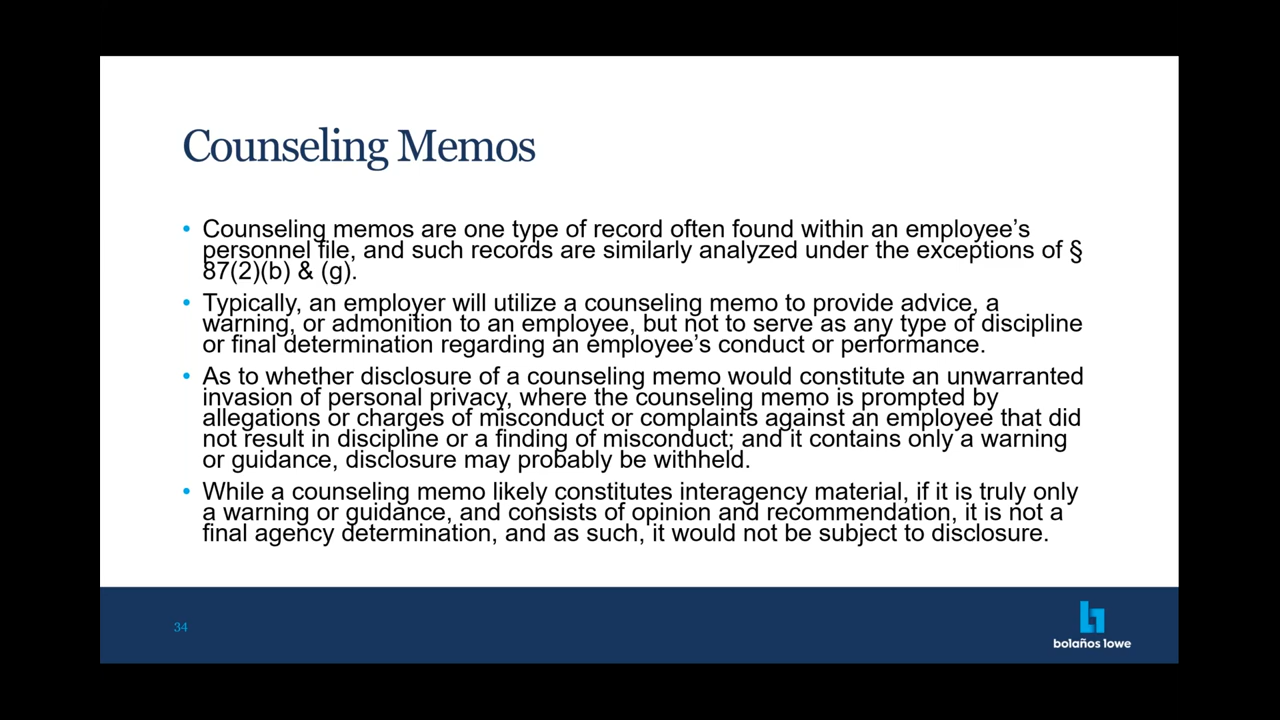 Counseling Memos
• Counseling memos are one type of record often found within an employee’s
personnel file, and such records are similarly analyzed under the exceptions of §
87(2)(b) & (g).
• Typically, an employer will utilize a counseling memo to provide advice, a
warning, or admonition to an employee, but not to serve as any type of discipline
or final determination regarding an employee’s conduct or performance.
• As to whether disclosure of a counseling memo would constitute an unwarranted
invasion of personal privacy, where the counseling memo is prompted by
allegations or charges of misconduct or complaints against an employee that did
not result in discipline or a finding of misconduct; and it contains only a warning
or guidance, disclosure may probably be withheld.
• While a counseling memo likely constitutes interagency material, if it is truly only
a warning or guidance, and consists of opinion and recommendation, it is not a
final agency determination, and as such, it would not be subject to disclosure.
34
bolaños lowe